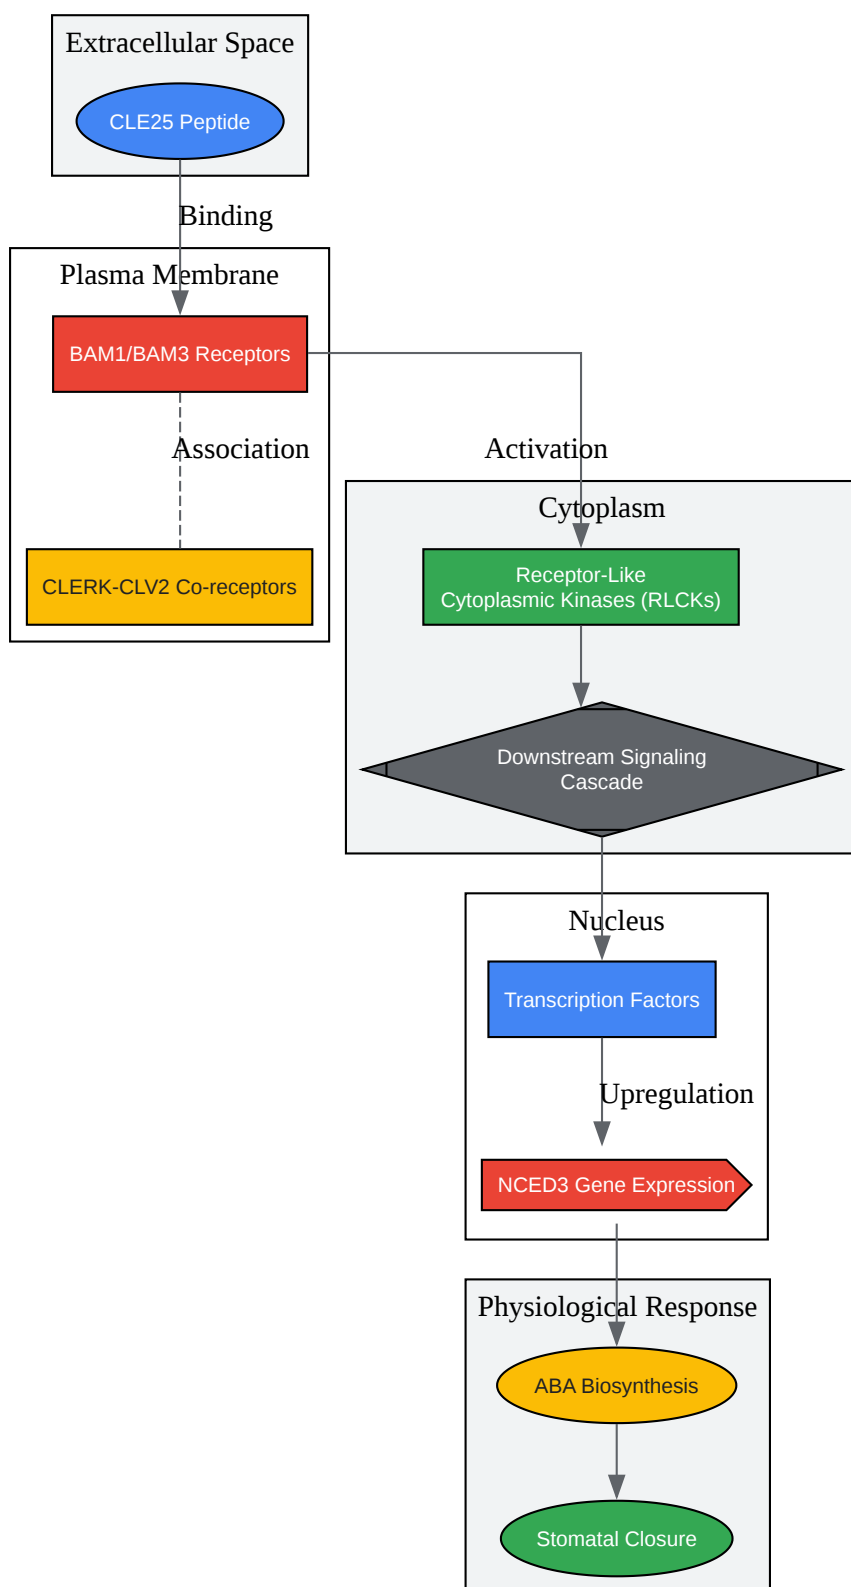 Extracellular Space
CLE25 Peptide
Binding
Plasma Membrane
BAM1/BAM3 Receptors
Association
Activation
CLERK-CLV2 Co-receptors
Cytoplasm
Receptor-Like
Cytoplasmic Kinases (RLCKs)
Downstream Signaling
Cascade
Nucleus
Transcription Factors
Upregulation
NCED3 Gene Expression
Physiological Response
ABA Biosynthesis
Stomatal Closure